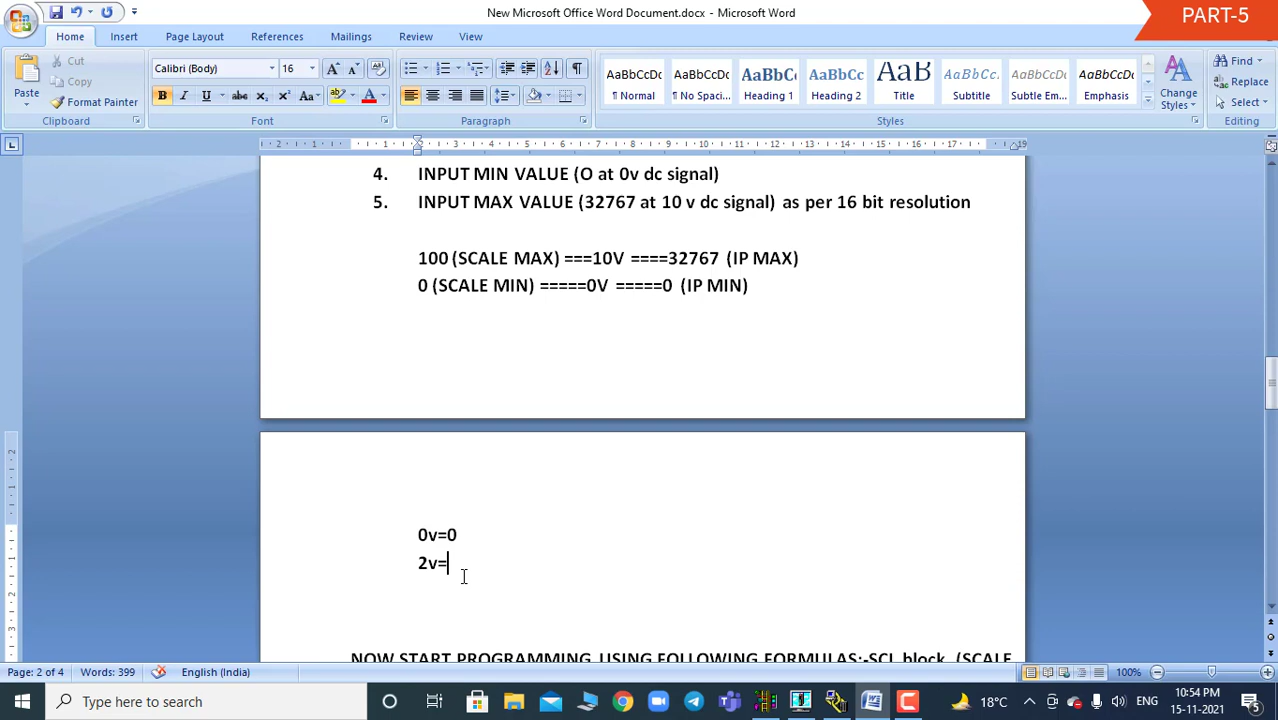 New Microsoft Office Word Document.docx - Microsoft Word
PART-5
Home Insert Page Layout References Mailings Review View
Paste
Cut
Copy
Format Painter
Clipboard
Calibri (Body) 16
Font
Paragraph
AaBbCcDc AaBbCcDc AaBbC AaBbCc AaB AaBbCc. AaBbCcDc AaBbCcDc
¶ Normal ¶ No Spaci... Heading 1 Heading 2 Title Subtitle Subtle Em... Emphasis
Change Styles
Styles
Find
Replace
Select
Editing
4. INPUT MIN VALUE (O at 0v dc signal)
5. INPUT MAX VALUE (32767 at 10 v dc signal) as per 16 bit resolution
100 (SCALE MAX) ===10V ====32767 (IP MAX)
0 (SCALE MIN) =====0V =====0 (IP MIN)
0v=0
2v=
NOW START PROGRAMMING USING FOLLOWING FORMULAS:-SCL block (SCALE
Page: 2 of 4 Words: 399 English (India) 100%
Type here to search
18°C ENG 10:54 PM
15-11-2021
5